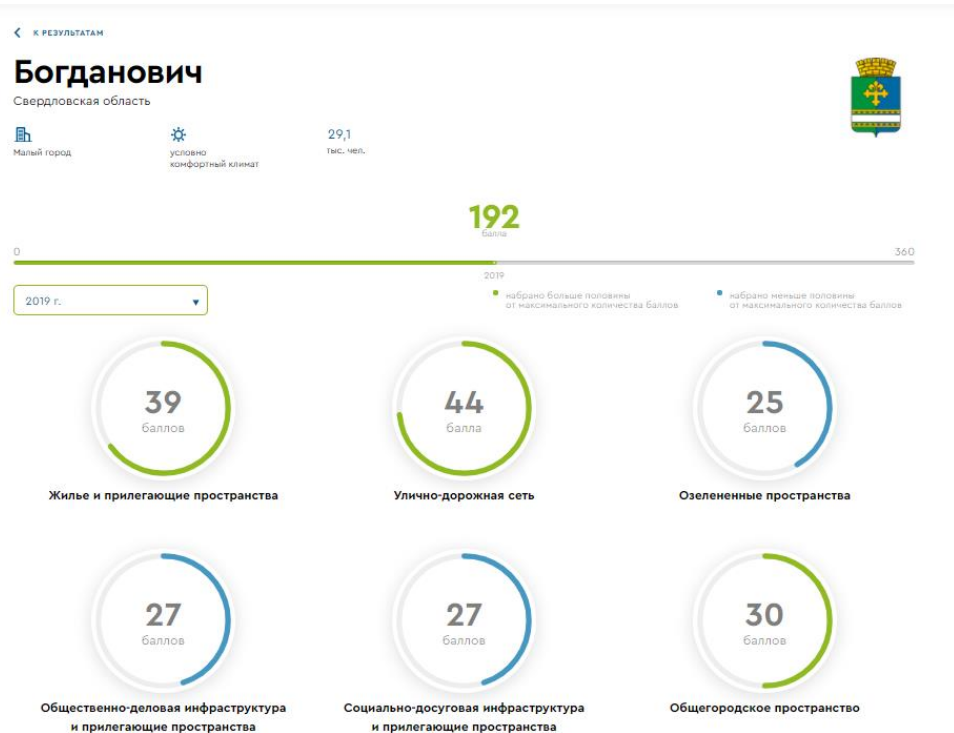 К РЕЗУЛЬТАТАМ
Богданович
Свердловская область
Малый город
условно
комфортный климат
29,1
тыс. чел.
192
балла
0
360
2019
2019 г.
набрано больше половины
от максимального количества баллов
набрано меньше половины
от максимального количества баллов
39
баллов
Жилье и прилегающие пространства
44
балла
Улично-дорожная сеть
25
баллов
Озелененные пространства
27
баллов
Общественно-деловая инфраструктура
и прилегающие пространства
27
баллов
Социально-досуговая инфраструктура
и прилегающие пространства
30
баллов
Общегородское пространство